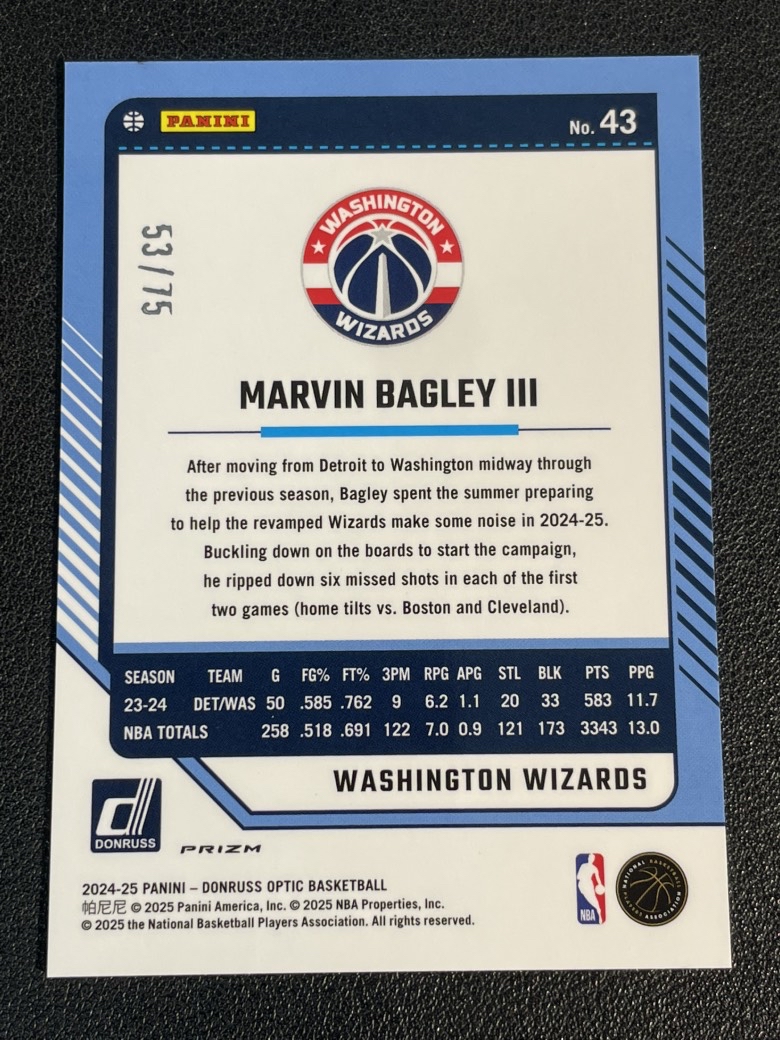 PANINI
No. 43
53/75
WASHINGTON
WIZARDS
MARVIN BAGLEY III
After moving from Detroit to Washington midway through
the previous season, Bagley spent the summer preparing
to help the revamped Wizards make some noise in 2024-25.
Buckling down on the boards to start the campaign,
he ripped down six missed shots in each of the first
two games (home tilts vs. Boston and Cleveland).
SEASON TEAM G FG% FT% 3PM RPG APG STL BLK PTS PPG
23-24 DET/WAS 50 .585 .762 9 6.2 1.1 20 33 583 11.7
NBA TOTALS 258 .518 .691 122 7.0 0.9 121 173 3343 13.0
WASHINGTON WIZARDS
d
DONRUSS
PRIZM
2024-25 PANINI – DONRUSS OPTIC BASKETBALL
帕尼尼 © 2025 Panini America, Inc. © 2025 NBA Properties, Inc.
© 2025 the National Basketball Players Association. All rights reserved.
NBA
NATIONAL BASKETBALL
PLAYERS ASSOCIATION